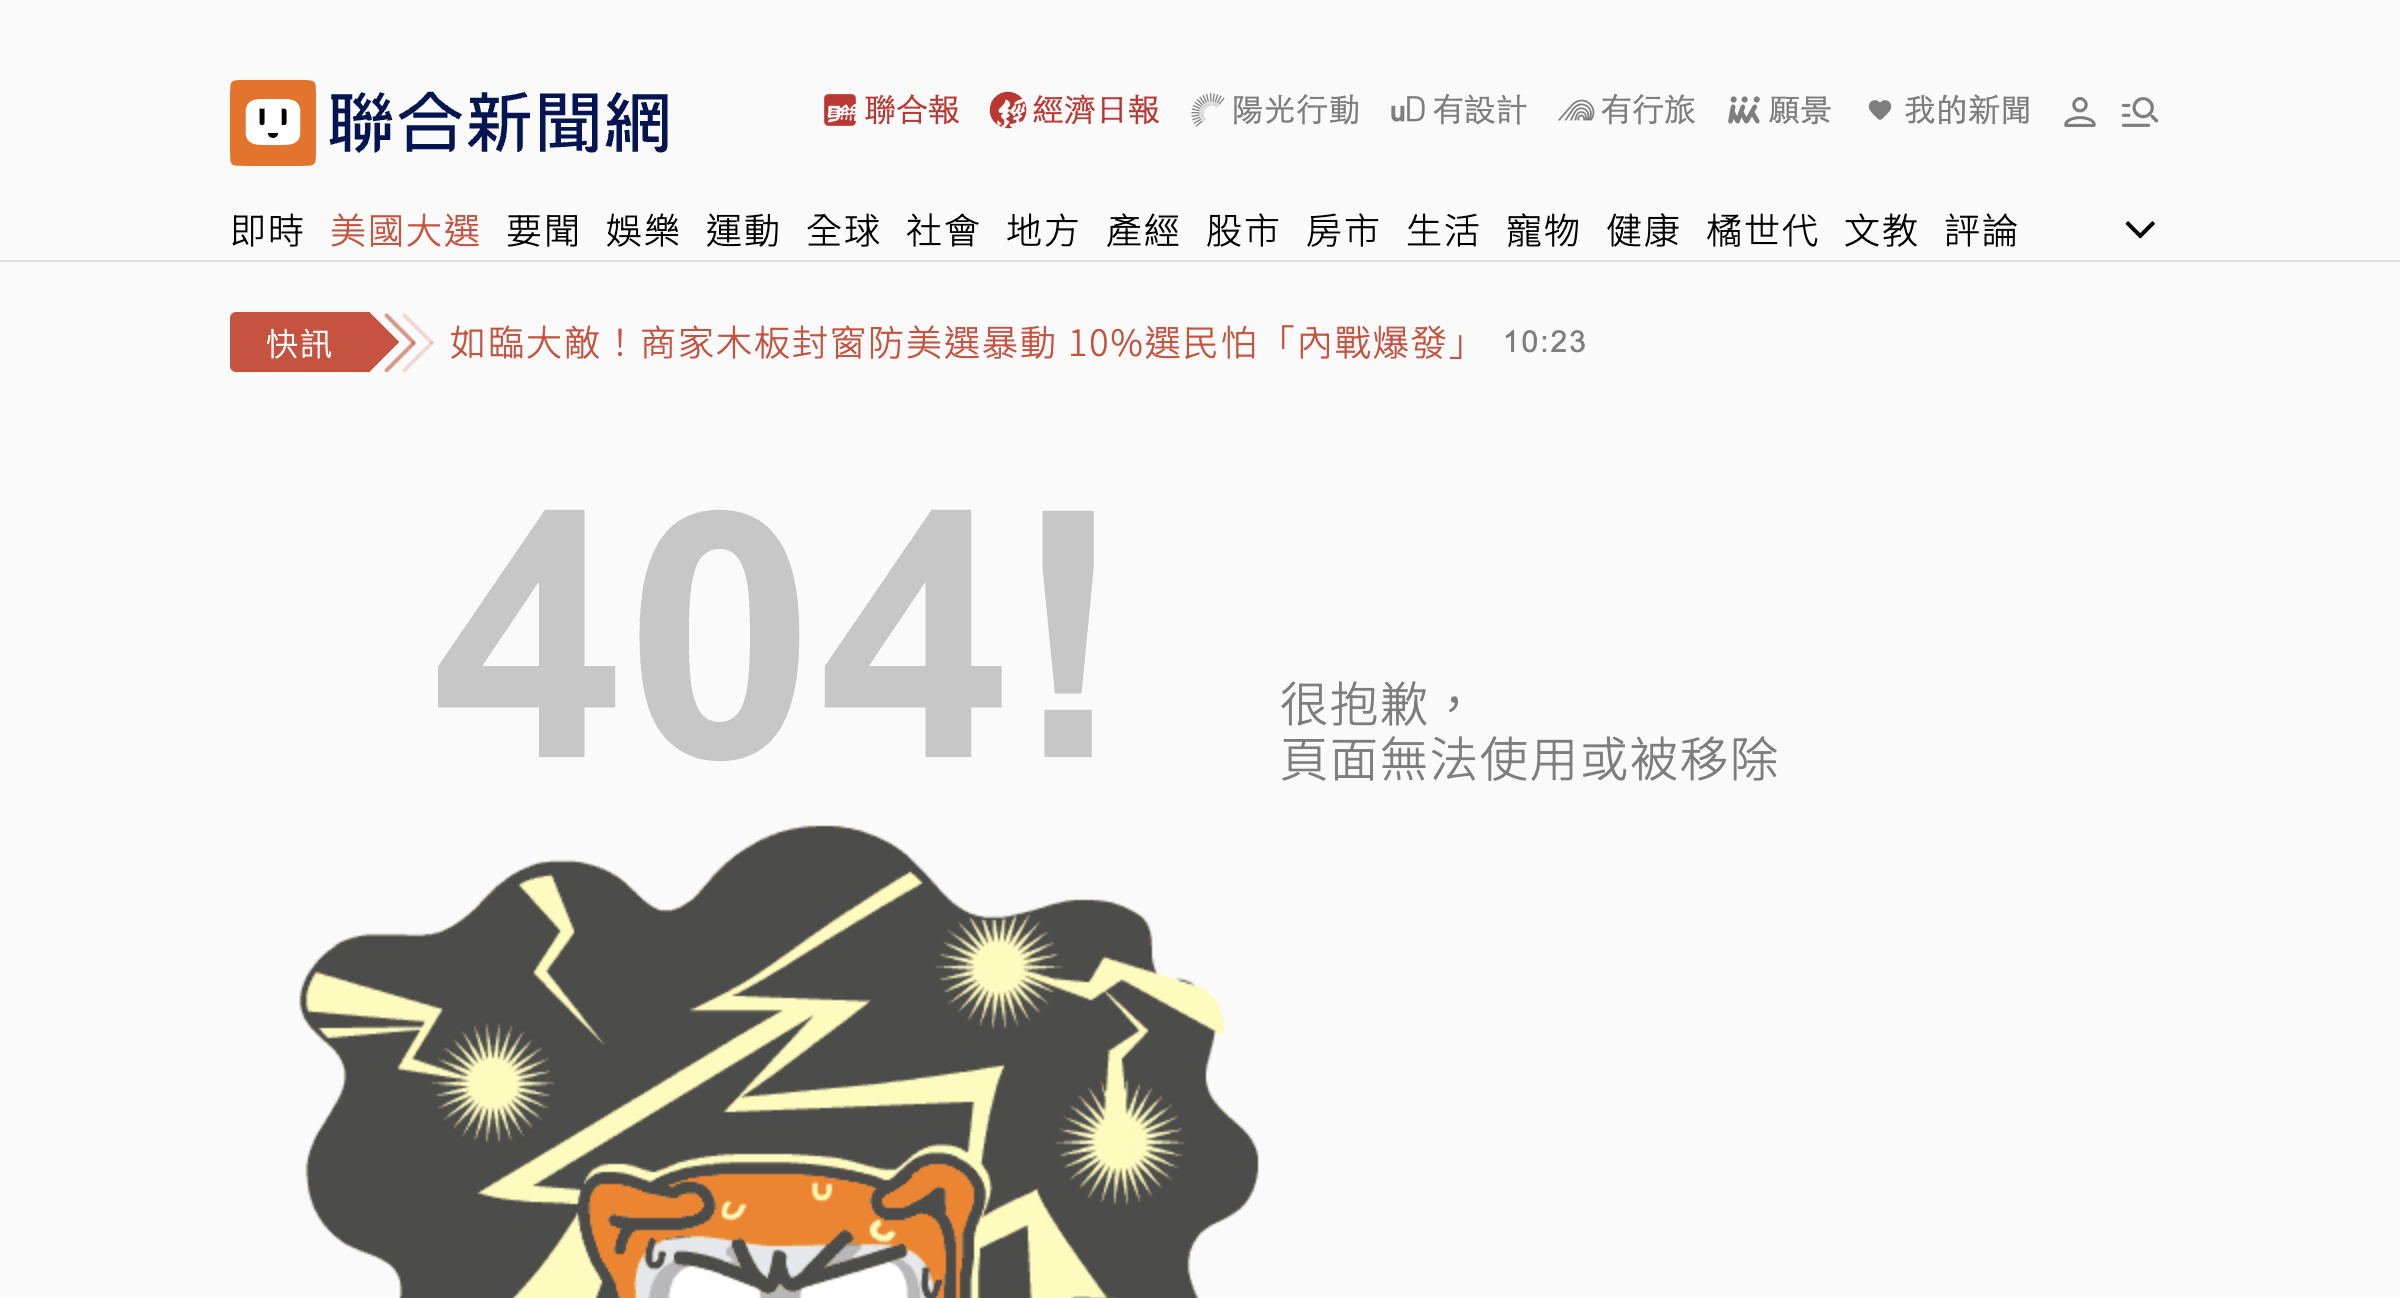 聯合新聞網
聯合報 經濟日報 陽光行動 uD 有設計 有行旅 願景 我的新聞
即時 美國大選 要聞 娛樂 運動 全球 社會 地方 產經 股市 房市 生活 寵物 健康 橘世代 文教 評論
快訊 如臨大敵！商家木板封窗防美選暴動 10%選民怕「內戰爆發」 10:23
404!
很抱歉，
頁面無法使用或被移除